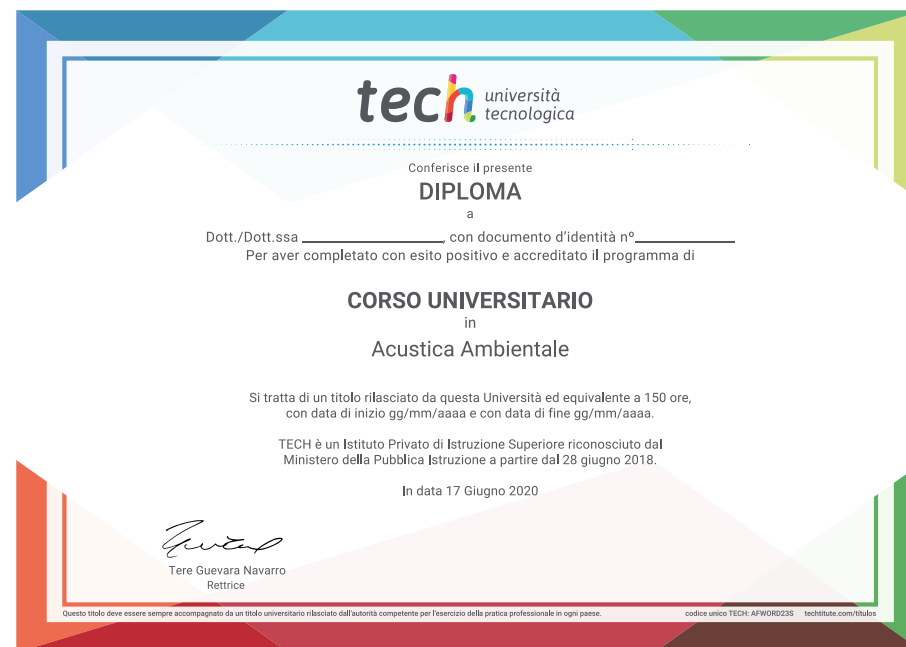 tech università
tecnologica
Conferisce il presente
DIPLOMA
a
Dott./Dott.ssa ____________________, con documento d'identità nº______________
Per aver completato con esito positivo e accreditato il programma di
CORSO UNIVERSITARIO
in
Acustica Ambientale
Si tratta di un titolo rilasciato da questa Università ed equivalente a 150 ore,
con data di inizio gg/mm/aaaa e con data di fine gg/mm/aaaa.
TECH è un Istituto Privato di Istruzione Superiore riconosciuto dal
Ministero della Pubblica Istruzione a partire dal 28 giugno 2018.
In data 17 Giugno 2020
Tere Guevara Navarro
Rettrice
Questo titolo deve essere sempre accompagnato da un titolo universitario rilasciato dall'autorità competente per l'esercizio della pratica professionale in ogni paese. codice unico TECH: AFWORD23S techtitute.com/titulos